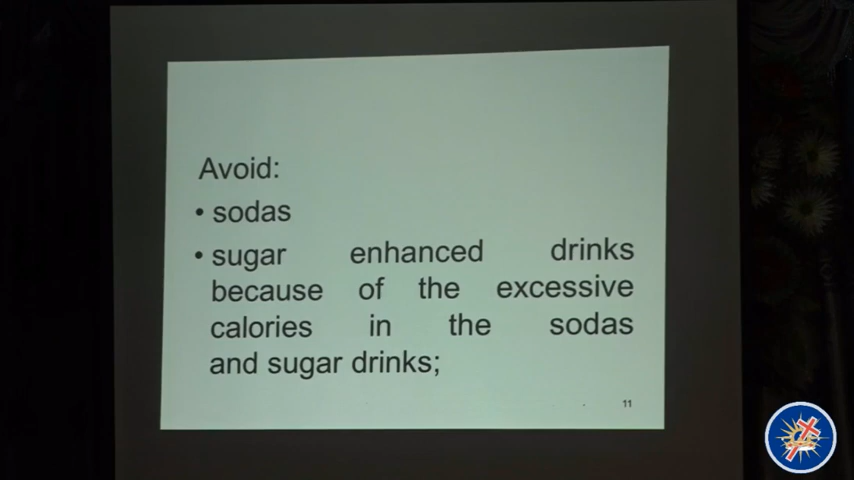 Avoid:
• sodas
• sugar enhanced drinks
because of the excessive
calories in the sodas
and sugar drinks;
11